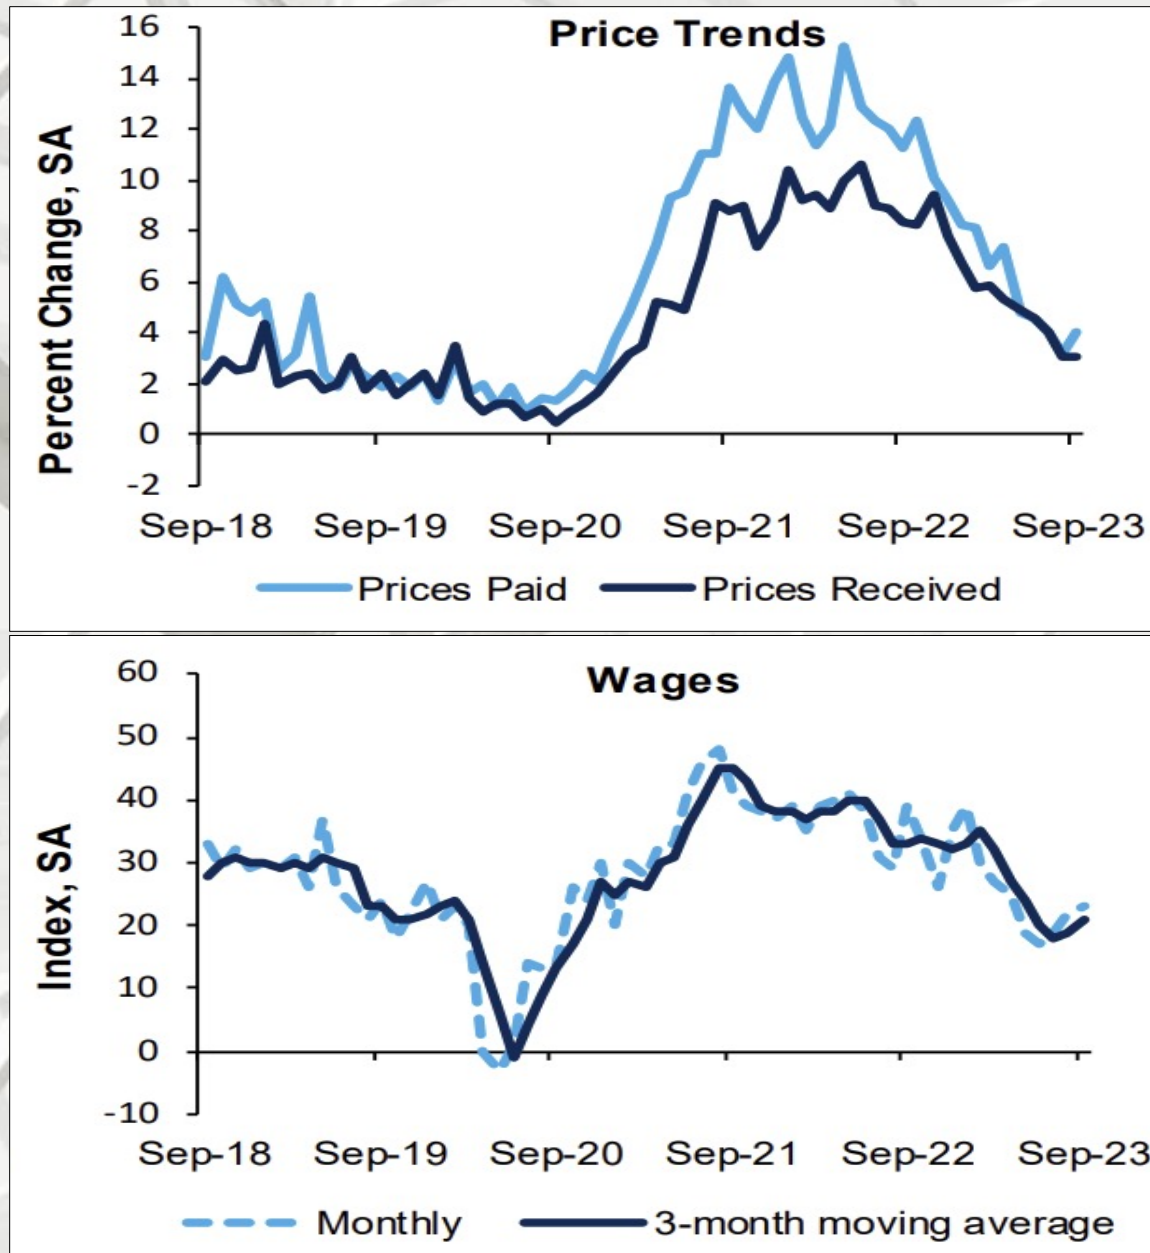 Price Trends
Percent Change, SA
16
14
12
10
8
6
4
2
0
-2
Sep-18 Sep-19 Sep-20 Sep-21 Sep-22 Sep-23
Prices Paid Prices Received
Wages
Index, SA
60
50
40
30
20
10
0
-10
Sep-18 Sep-19 Sep-20 Sep-21 Sep-22 Sep-23
Monthly 3-month moving average